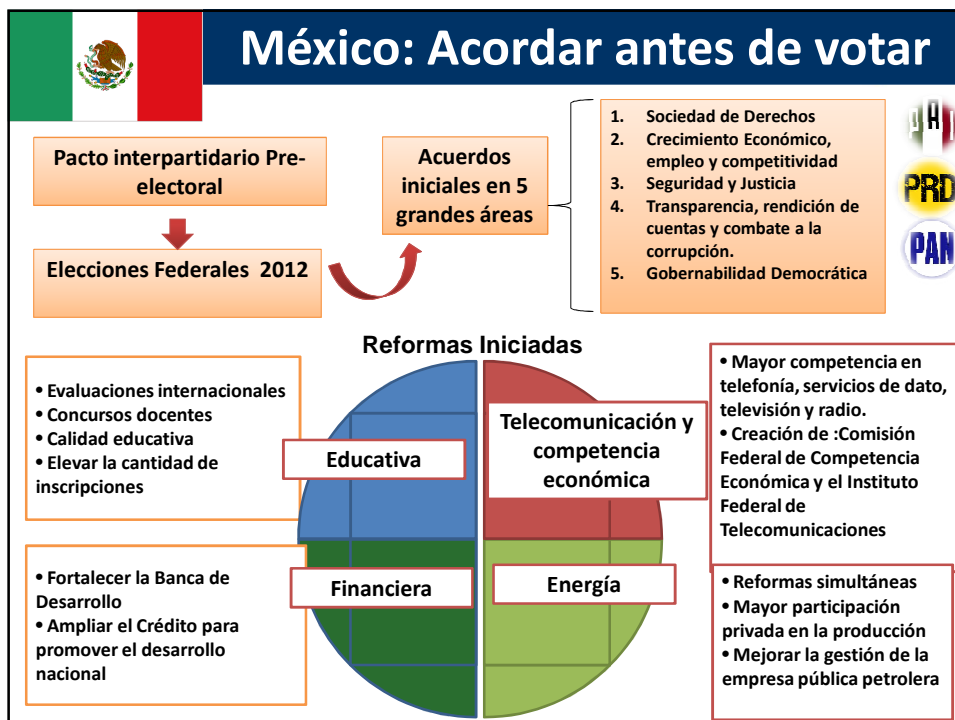 México: Acordar antes de votar
Pacto interpartidario Pre-
electoral
Elecciones Federales 2012
Acuerdos
iniciales en 5
grandes áreas
1. Sociedad de Derechos
2. Crecimiento Económico,
empleo y competitividad
3. Seguridad y Justicia
4. Transparencia, rendición de
cuentas y combate a la
corrupción.
5. Gobernabilidad Democrática
PRI
PRD
PAN
Reformas Iniciadas
• Evaluaciones internacionales
• Concursos docentes
• Calidad educativa
• Elevar la cantidad de
inscripciones
Educativa
Telecomunicación y
competencia
económica
• Mayor competencia en
telefonía, servicios de dato,
televisión y radio.
• Creación de :Comisión
Federal de Competencia
Económica y el Instituto
Federal de
Telecomunicaciones
• Fortalecer la Banca de
Desarrollo
• Ampliar el Crédito para
promover el desarrollo
nacional
Financiera
Energía
• Reformas simultáneas
• Mayor participación
privada en la producción
• Mejorar la gestión de la
empresa pública petrolera